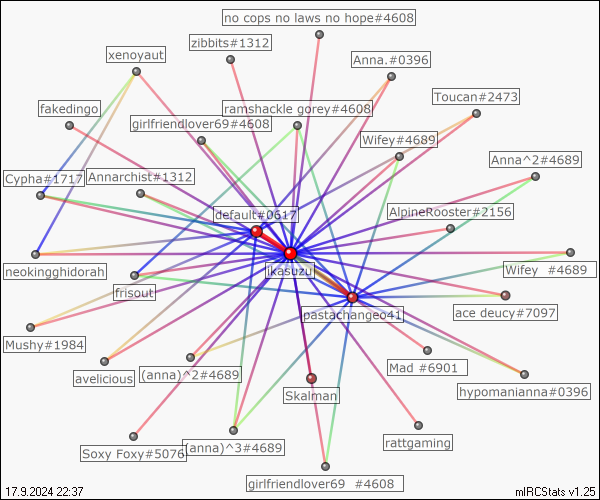 no cops no laws no hope#4608
zibbits#1312
xenoyaut
Anna.#0396
Toucan#2473
fakedingo
ramshackle gorey#4608
girlfriendlover69#4608
Wifey#4689
Anna^2#4689
Cypha#1717
Annarchist#1312
default#0617
AlpineRooster#2156
neokingghidorah
jkasuzu
Wifey #4689
frisout
pastachangeo41
ace deucy#7097
Mushy#1984
avelicious
(anna)^2#4689
Mad #6901
Skalman
hypomanianna#0396
Soxy Foxy#5076
(anna)^3#4689
rattgaming
girlfriendlover69 #4608
17.9.2024 22:37
mIRCStats v1.25